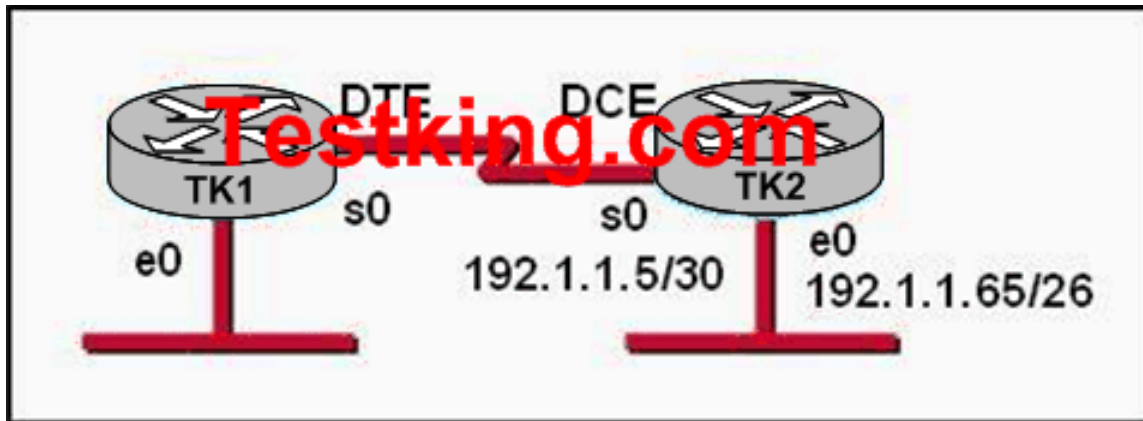 DTE
DCE
Testking.com
TK1
TK2
s0
s0
e0
e0
192.1.1.5/30
192.1.1.65/26